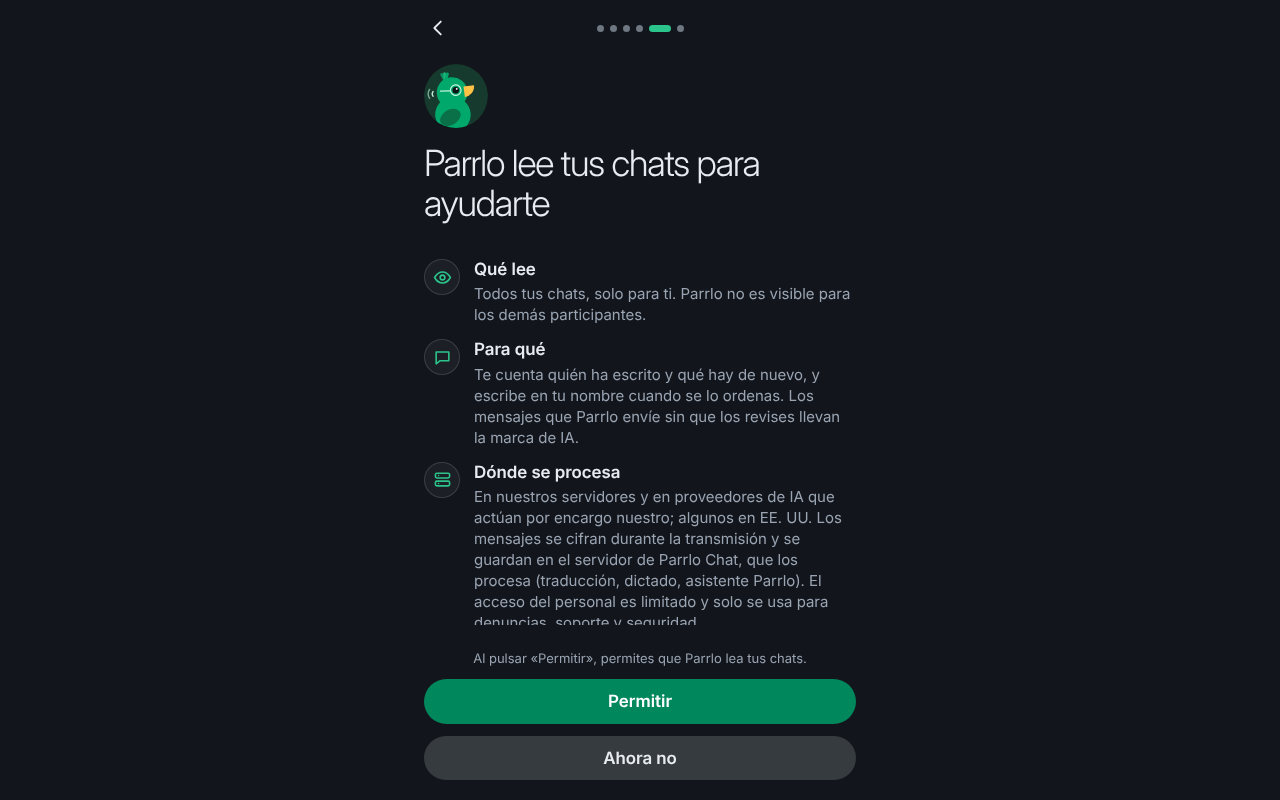 Parrlo lee tus chats para
ayudarte
Qué lee
Todos tus chats, solo para ti. Parrlo no es visible para
los demás participantes.
Para qué
Te cuenta quién ha escrito y qué hay de nuevo, y
escribe en tu nombre cuando se lo ordenas. Los
mensajes que Parrlo envíe sin que los revises llevan
la marca de IA.
Dónde se procesa
En nuestros servidores y en proveedores de IA que
actúan por encargo nuestro; algunos en EE. UU. Los
mensajes se cifran durante la transmisión y se
guardan en el servidor de Parrlo Chat, que los
procesa (traducción, dictado, asistente Parrlo). El
acceso del personal es limitado y solo se usa para
denuncias, soporte y seguridad.
Al pulsar «Permitir», permites que Parrlo lea tus chats.
Permitir
Ahora no